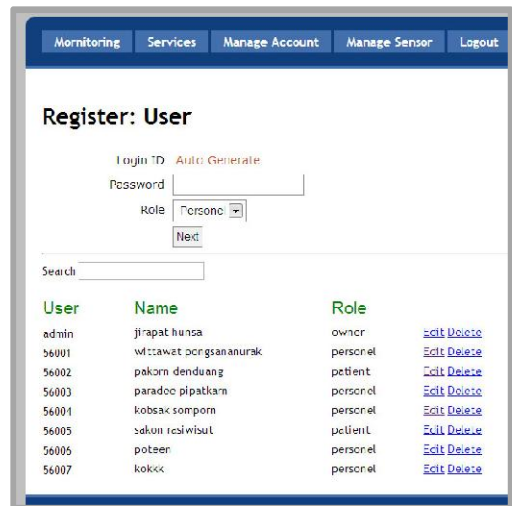 Mornitoring Services Manage Account Manage Sensor Logout
Register: User
Login ID Auto Generate
Password
Role Personel
Next
Search
User Name Role
admin jirapat hunsa owner Edit Delete
56001 wittawat pongsananurak personel Edit Delete
56002 pakorn denduang patient Edit Delete
56003 paradee pipatkarn personel Edit Delete
56004 kobsak somporn personel Edit Delete
56005 sakon rasiwisut patient Edit Delete
56006 poteen personel Edit Delete
56007 kokkk personel Edit Delete